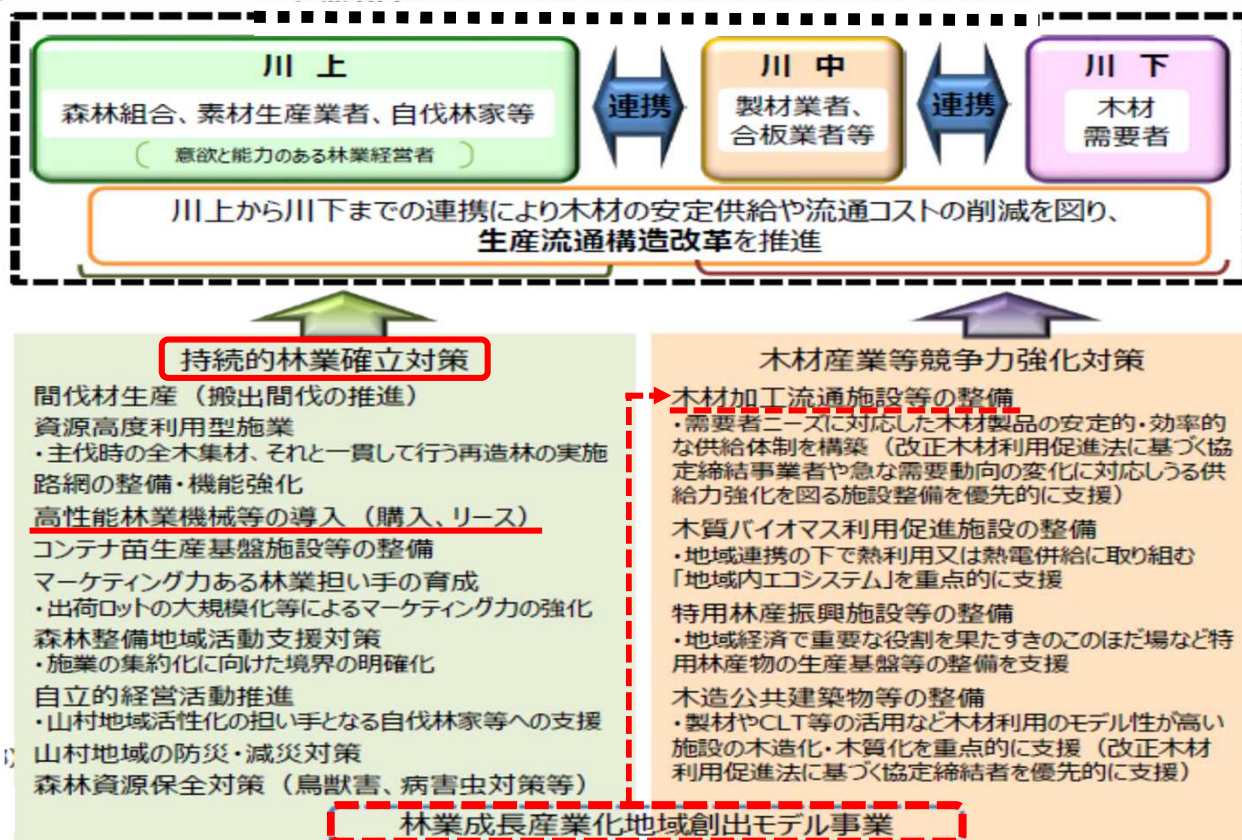 川 上
森林組合、素材生産業者、自伐林家等
（ 意欲と能力のある林業経営者 ）
連携
川 中
製材業者、
合板業者等
連携
川 下
木材
需要者
川上から川下までの連携により木材の安定供給や流通コストの削減を図り、
生産流通構造改革を推進
持続的林業確立対策
間伐材生産（搬出間伐の推進）
資源高度利用型施業
・主伐時の全木集材、それと一貫して行う再造林の実施
路網の整備・機能強化
高性能林業機械等の導入（購入、リース）
コンテナ苗生産基盤施設等の整備
マーケティング力ある林業担い手の育成
・出荷ロットの大規模化等によるマーケティング力の強化
森林整備地域活動支援対策
・施業の集約化に向けた境界の明確化
自立的経営活動推進
・山村地域活性化の担い手となる自伐林家等への支援
山村地域の防災・減災対策
森林資源保全対策（鳥獣害、病害虫対策等）
木材産業等競争力強化対策
木材加工流通施設等の整備
・需要者ニーズに対応した木材製品の安定的・効率的
な供給体制を構築（改正木材利用促進法に基づく協
定締結事業者や急な需要動向の変化に対応しうる供
給力強化を図る施設整備を優先的に支援）
木質バイオマス利用促進施設の整備
・地域連携の下で熱利用又は熱電併給に取り組む
「地域内エコシステム」を重点的に支援
特用林産振興施設等の整備
・地域経済で重要な役割を果たすきのこのほだ場など特
用林産物の生産基盤等の整備を支援
木造公共建築物等の整備
・製材やCLT等の活用など木材利用のモデル性が高い
施設の木造化・木質化を重点的に支援（改正木材
利用促進法に基づく協定締結者を優先的に支援）
林業成長産業化地域創出モデル事業